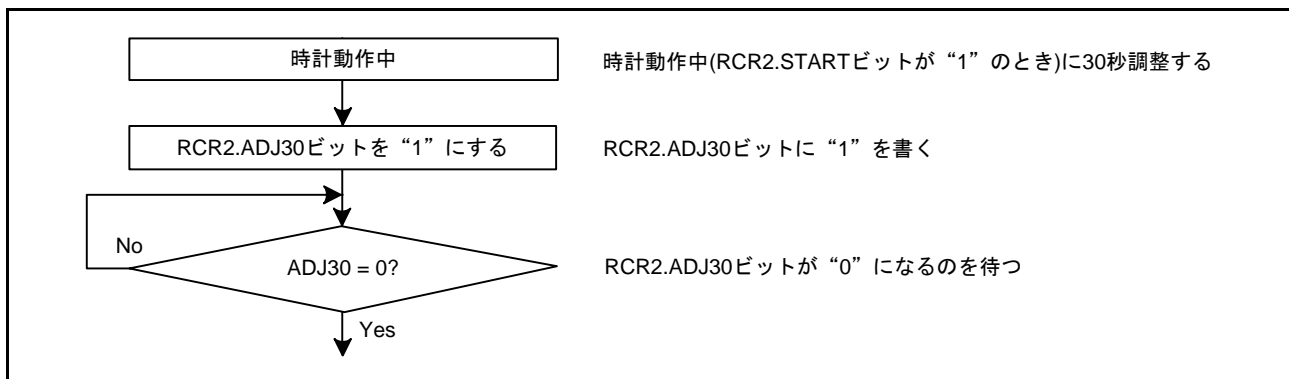 時計動作中
時計動作中(RCR2.STARTビットが“1”のとき)に30秒調整する
RCR2.ADJ30ビットを“1”にする
RCR2.ADJ30ビットに“1”を書く
No
ADJ30 = 0?
RCR2.ADJ30ビットが“0”になるのを待つ
Yes